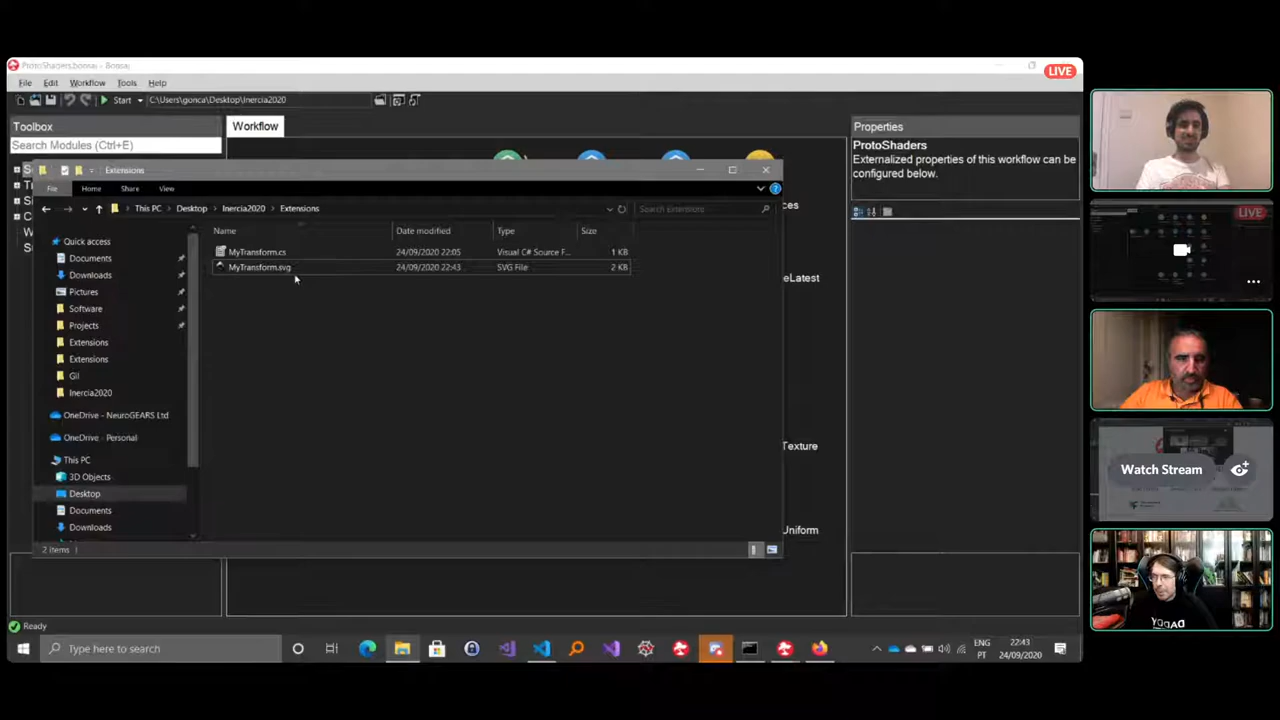 ProtoShaders.bonsai - Bonsai
LIVE
File Edit Workflow Tools Help
Start C:\Users\gonca\Desktop\Inercia2020
Toolbox
Workflow
Properties
Search Modules (Ctrl+E)
ProtoShaders
Externalized properties of this workflow can be
configured below.
Extensions
File Home Share View
This PC > Desktop > Inercia2020 > Extensions
Search Extensions
Name Date modified Type Size
Quick access
MyTransform.cs 24/09/2020 22:05 Visual C# Source F... 1 KB
Documents
MyTransform.svg 24/09/2020 22:43 SVG File 2 KB
Downloads
Pictures
Software
Projects
Extensions
Extensions
Gil
Inercia2020
OneDrive - NeuroGEARS Ltd
OneDrive - Personal
This PC
3D Objects
Desktop
Documents
Downloads
2 items
ces
eLatest
Texture
Uniform
Ready
Type here to search
ENG
PT
22:43
24/09/2020
LIVE
Watch Stream